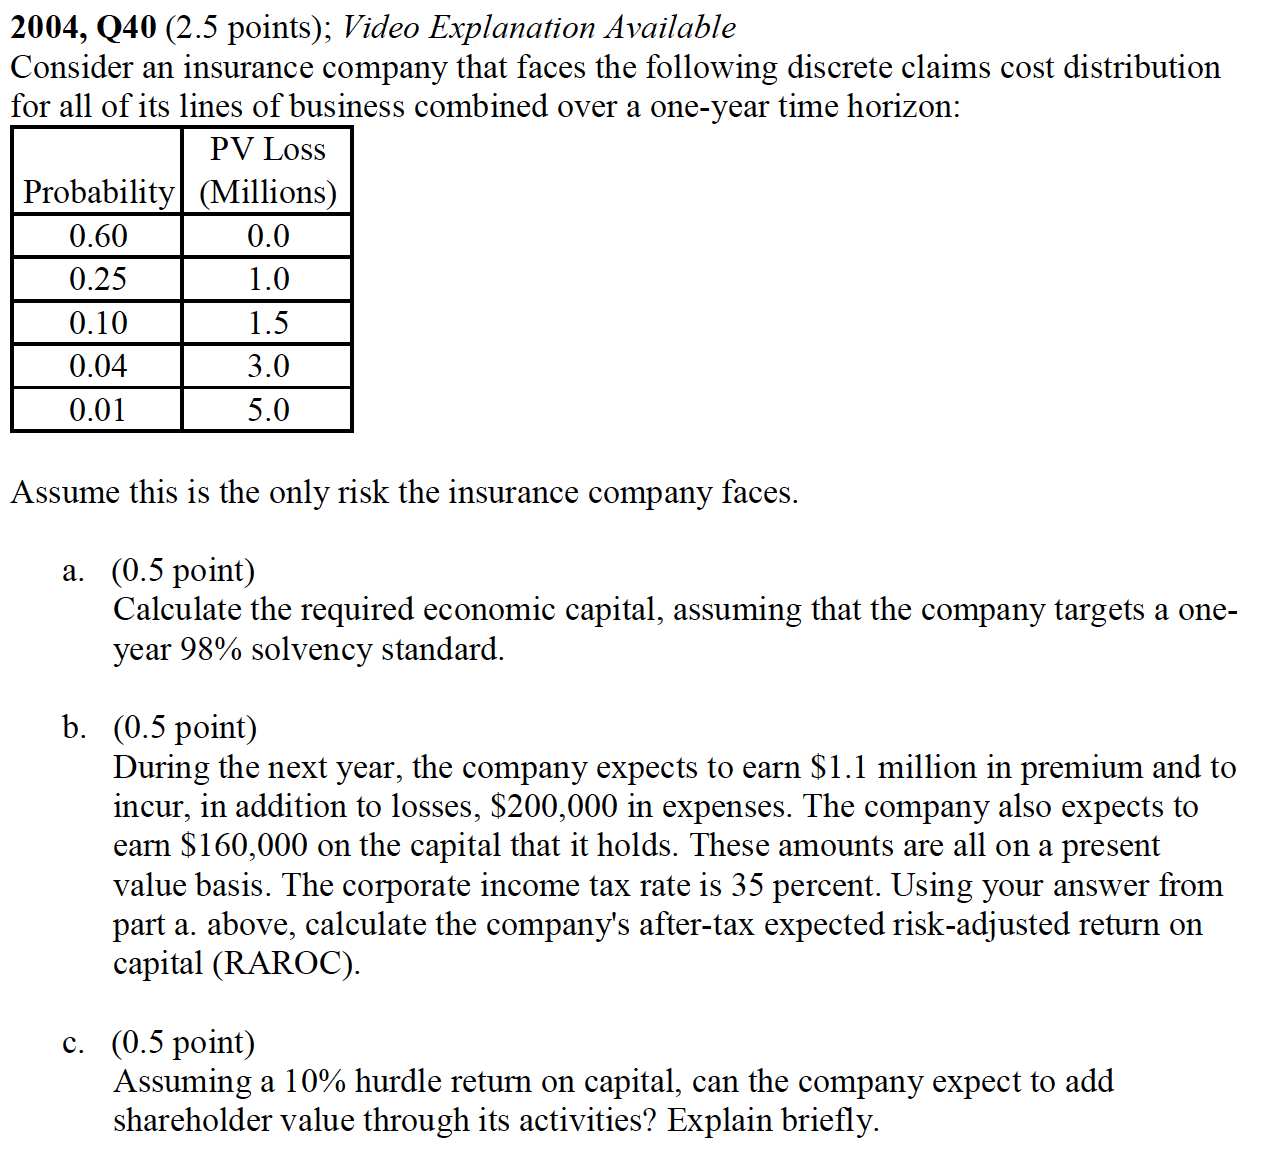 2004, Q40 (2.5 points); Video Explanation Available
Consider an insurance company that faces the following discrete claims cost distribution
for all of its lines of business combined over a one-year time horizon:
PV Loss
Probability (Millions)
0.60 0.0
0.25 1.0
0.10 1.5
0.04 3.0
0.01 5.0
Assume this is the only risk the insurance company faces.
a. (0.5 point)
Calculate the required economic capital, assuming that the company targets a one-
year 98% solvency standard.
b. (0.5 point)
During the next year, the company expects to earn $1.1 million in premium and to
incur, in addition to losses, $200,000 in expenses. The company also expects to
earn $160,000 on the capital that it holds. These amounts are all on a present
value basis. The corporate income tax rate is 35 percent. Using your answer from
part a. above, calculate the company's after-tax expected risk-adjusted return on
capital (RAROC).
c. (0.5 point)
Assuming a 10% hurdle return on capital, can the company expect to add
shareholder value through its activities? Explain briefly.